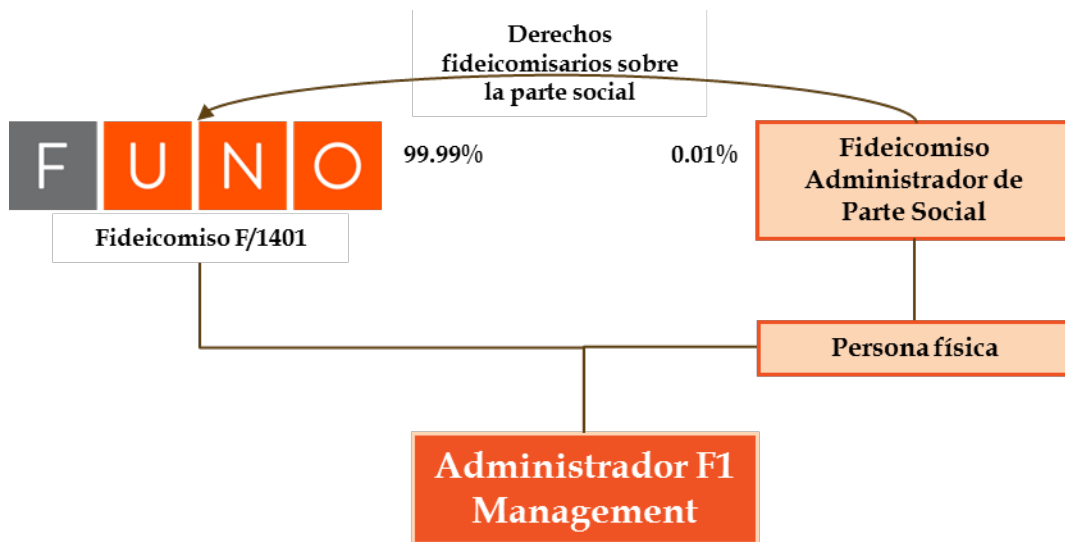 Derechos
fideicomisarios sobre
la parte social
FUNO
99.99%
0.01%
Fideicomiso
Administrador de
Parte Social
Fideicomiso F/1401
Persona física
Administrador F1
Management